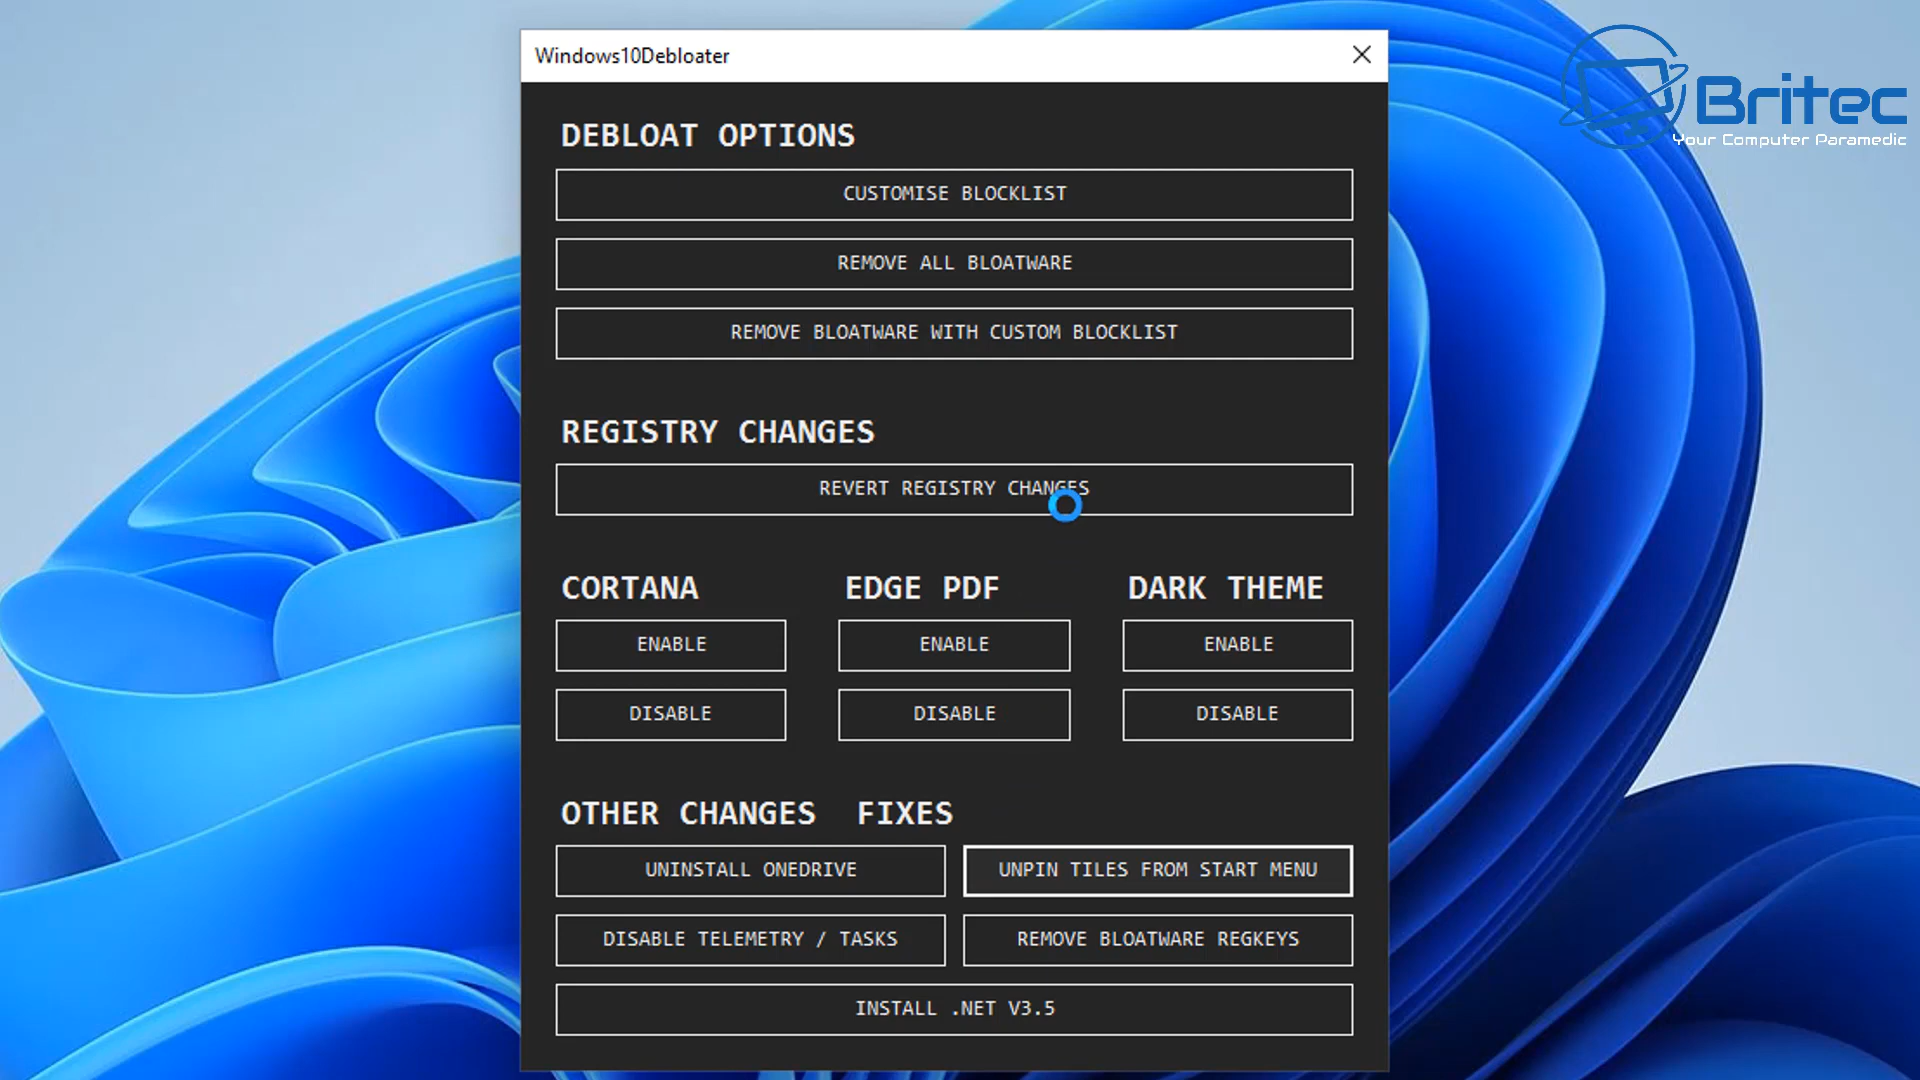 Windows10Debloater
Britec
Your Computer Paramedic
DEBLOAT OPTIONS
CUSTOMISE BLOCKLIST
REMOVE ALL BLOATWARE
REMOVE BLOATWARE WITH CUSTOM BLOCKLIST
REGISTRY CHANGES
REVERT REGISTRY CHANGES
CORTANA EDGE PDF DARK THEME
ENABLE ENABLE ENABLE
DISABLE DISABLE DISABLE
OTHER CHANGES FIXES
UNINSTALL ONEDRIVE UNPIN TILES FROM START MENU
DISABLE TELEMETRY / TASKS REMOVE BLOATWARE REGKEYS
INSTALL .NET V3.5